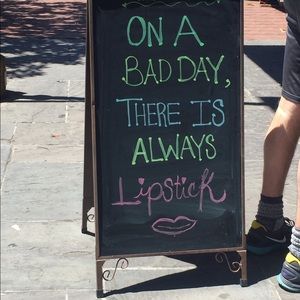 ON A
BAD DAY,
THERE IS
ALWAYS
Lipstick